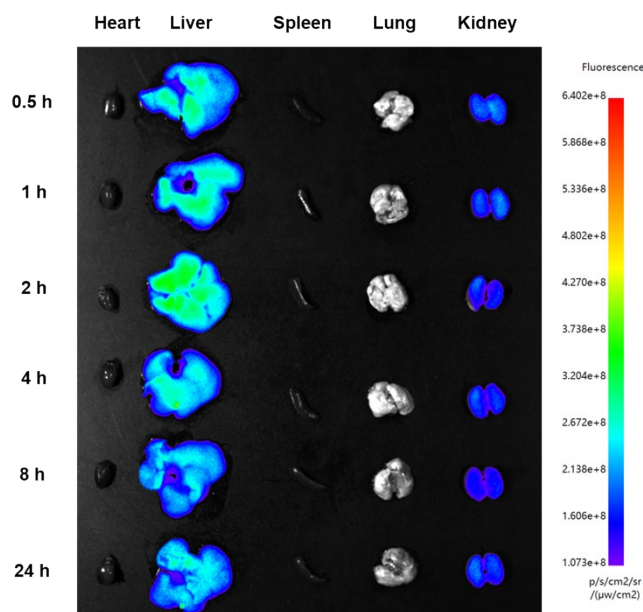 Heart Liver Spleen Lung Kidney
0.5 h
1 h
2 h
4 h
8 h
24 h
Fluorescence
6.402e+8
5.868e+8
5.336e+8
4.802e+8
4.270e+8
3.738e+8
3.204e+8
2.672e+8
2.138e+8
1.606e+8
1.073e+8
p/s/cm2/sr
/(μw/cm2)